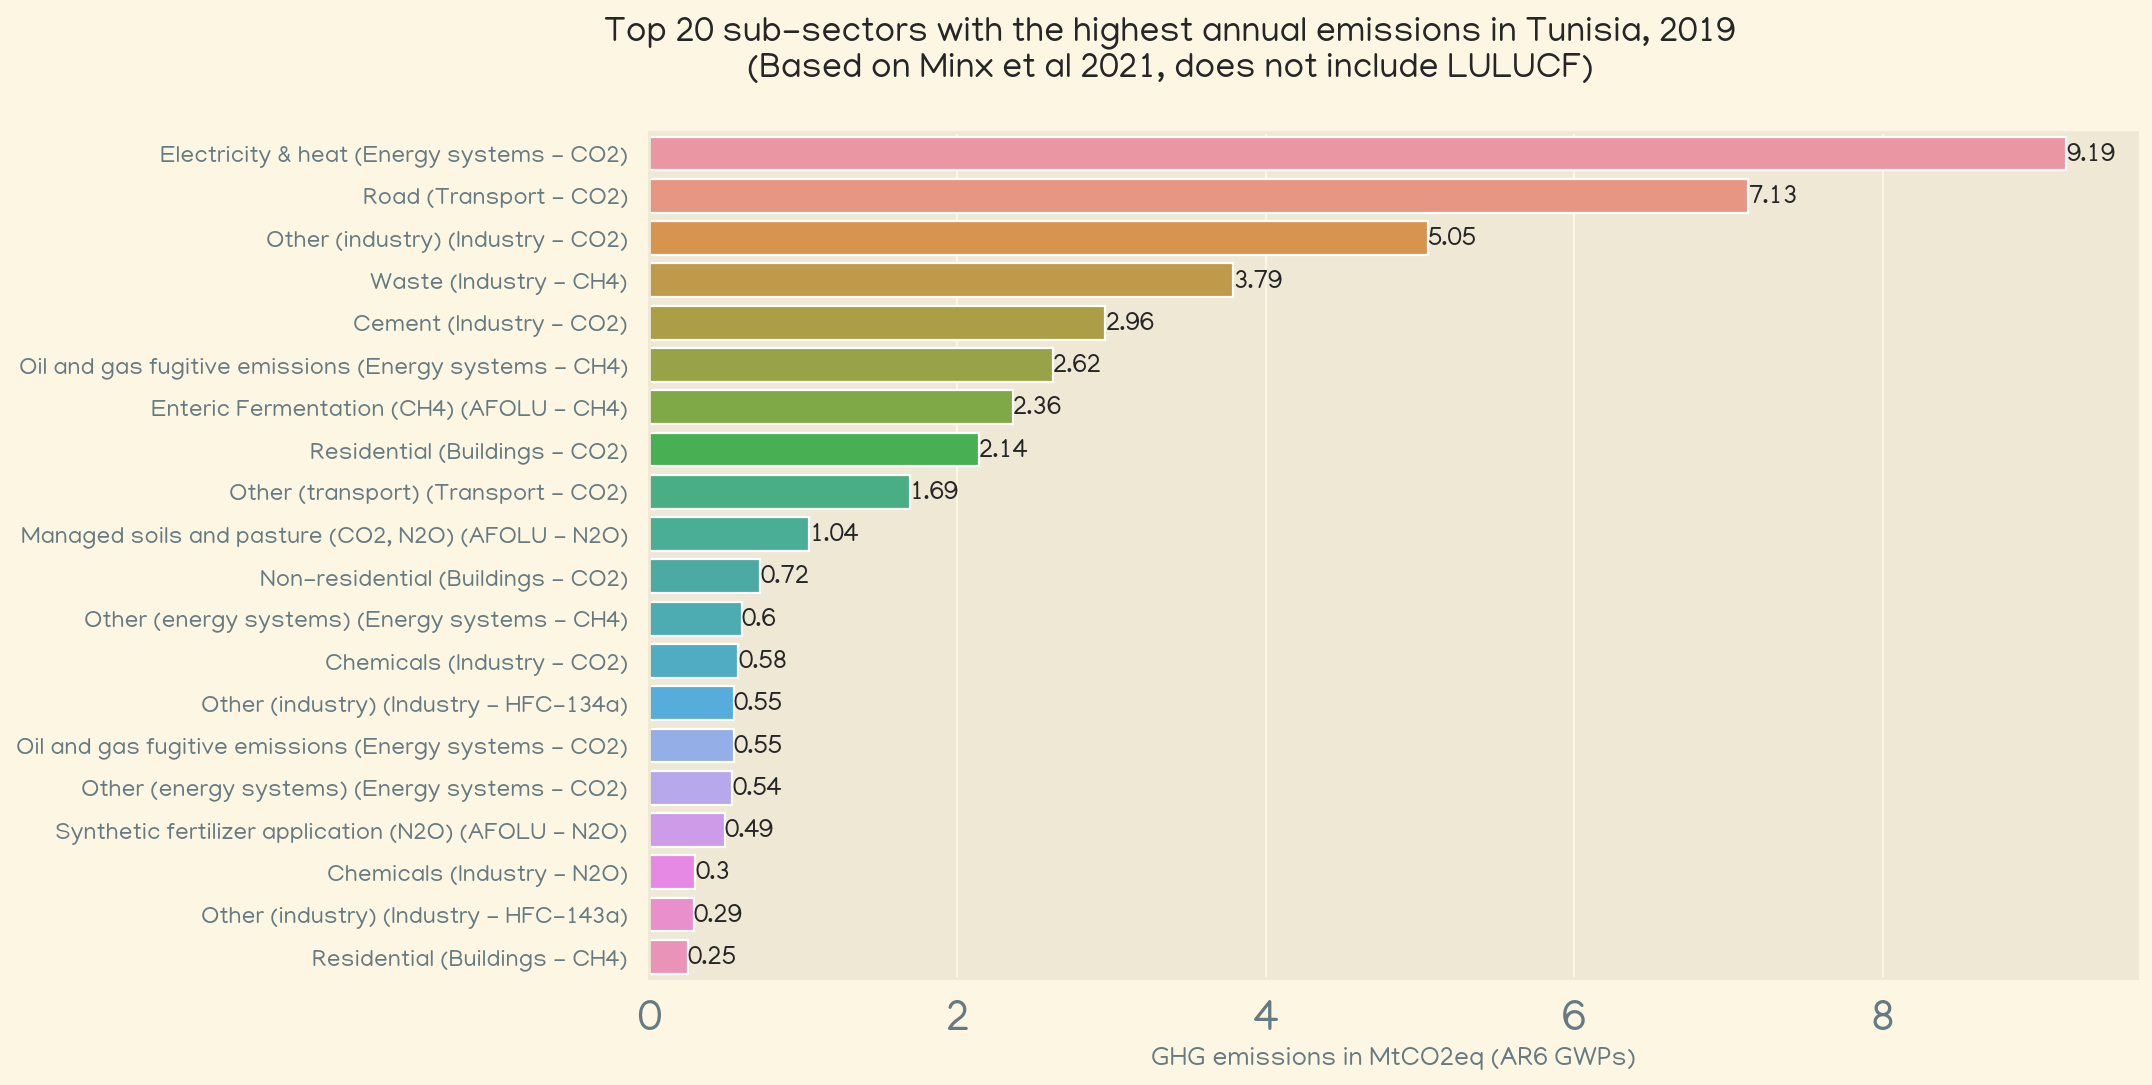 Top 20 sub-sectors with the highest annual emissions in Tunisia, 2019
(Based on Minx et al 2021, does not include LULUCF)
Electricity & heat (Energy systems - CO2) 9.19
Road (Transport - CO2) 7.13
Other (industry) (Industry - CO2) 5.05
Waste (Industry - CH4) 3.79
Cement (Industry - CO2) 2.96
Oil and gas fugitive emissions (Energy systems - CH4) 2.62
Enteric Fermentation (CH4) (AFOLU - CH4) 2.36
Residential (Buildings - CO2) 2.14
Other (transport) (Transport - CO2) 1.69
Managed soils and pasture (CO2, N2O) (AFOLU - N2O) 1.04
Non-residential (Buildings - CO2) 0.72
Other (energy systems) (Energy systems - CH4) 0.6
Chemicals (Industry - CO2) 0.58
Other (industry) (Industry - HFC-134a) 0.55
Oil and gas fugitive emissions (Energy systems - CO2) 0.55
Other (energy systems) (Energy systems - CO2) 0.54
Synthetic fertilizer application (N2O) (AFOLU - N2O) 0.49
Chemicals (Industry - N2O) 0.3
Other (industry) (Industry - HFC-143a) 0.29
Residential (Buildings - CH4) 0.25
0 2 4 6 8
GHG emissions in MtCO2eq (AR6 GWPs)